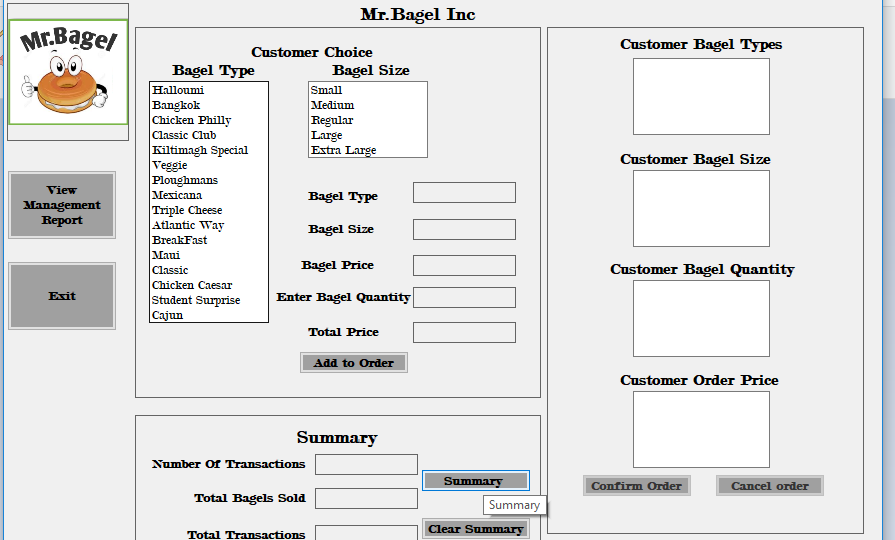 Mr.Bagel Inc
Mr.Bagel
View
Management
Report
Exit
Customer Choice
Bagel Type
Halloumi
Bangkok
Chicken Philly
Classic Club
Kiltimagh Special
Veggie
Ploughmans
Mexicana
Triple Cheese
Atlantic Way
BreakFast
Maui
Classic
Chicken Caesar
Student Surprise
Cajun
Bagel Size
Small
Medium
Regular
Large
Extra Large
Bagel Type
Bagel Size
Bagel Price
Enter Bagel Quantity
Total Price
Add to Order
Summary
Number Of Transactions
Total Bagels Sold
Total Transactions
Summary
Summary
Clear Summary
Customer Bagel Types
Customer Bagel Size
Customer Bagel Quantity
Customer Order Price
Confirm Order
Cancel order